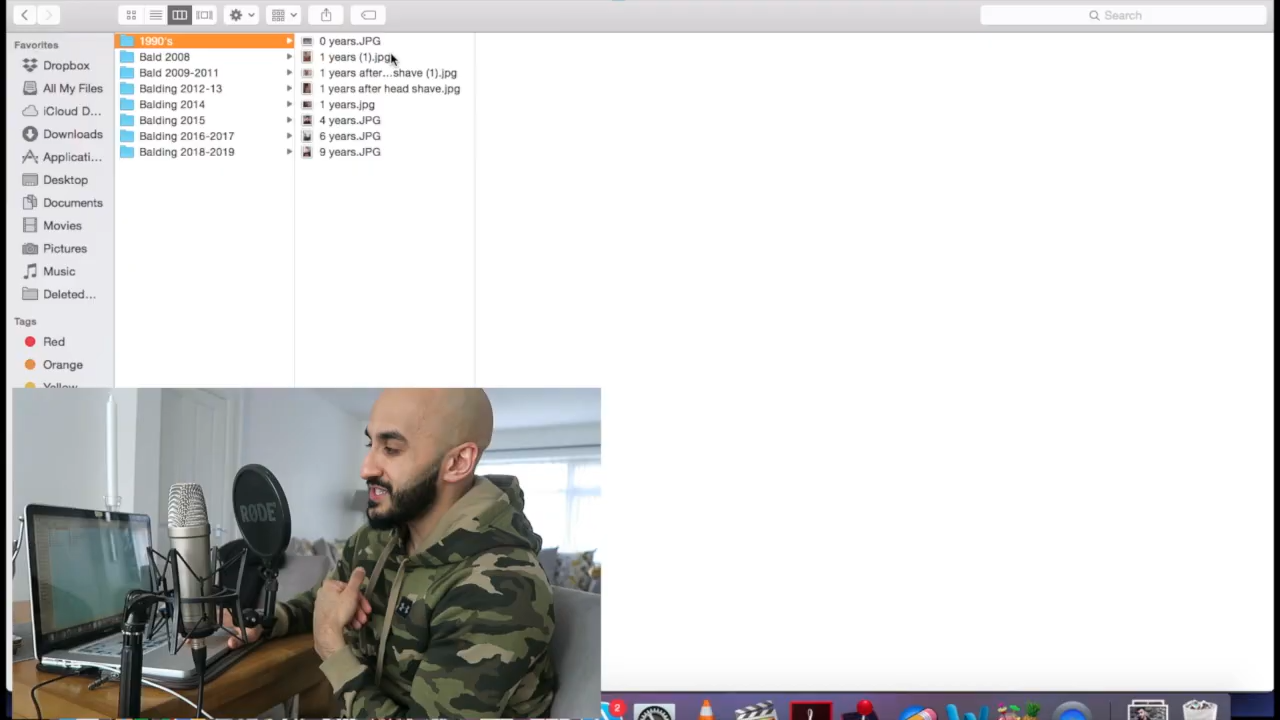 Search
Favorites
Dropbox
All My Files
iCloud D...
Downloads
Applicati...
Desktop
Documents
Movies
Pictures
Music
Deleted...
Tags
Red
Orange
Yellow
1990's
Bald 2008
Bald 2009-2011
Balding 2012-13
Balding 2014
Balding 2015
Balding 2016-2017
Balding 2018-2019
0 years.JPG
1 years (1).jpg
1 years after...shave (1).jpg
1 years after head shave.jpg
1 years.jpg
4 years.JPG
6 years.JPG
9 years.JPG
RODE
2